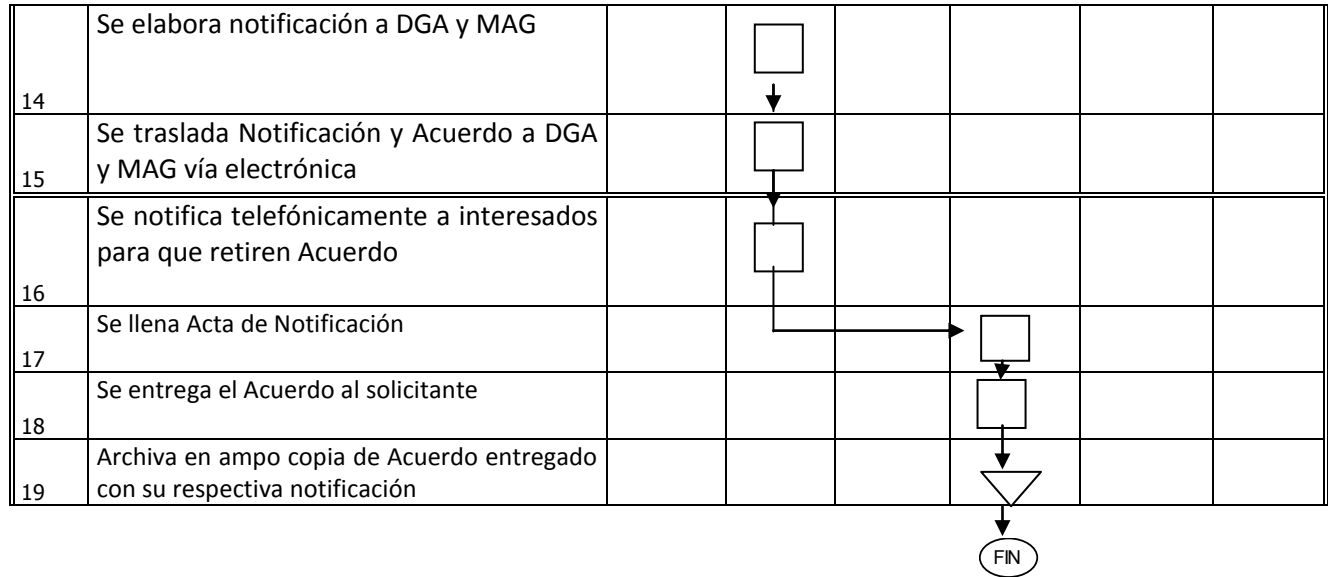 Se elabora notificación a DGA y MAG
14
Se traslada Notificación y Acuerdo a DGA
y MAG vía electrónica
15
Se notifica telefónicamente a interesados
para que retiren Acuerdo
16
Se llena Acta de Notificación
17
Se entrega el Acuerdo al solicitante
18
Archiva en ampo copia de Acuerdo entregado
con su respectiva notificación
19
FIN